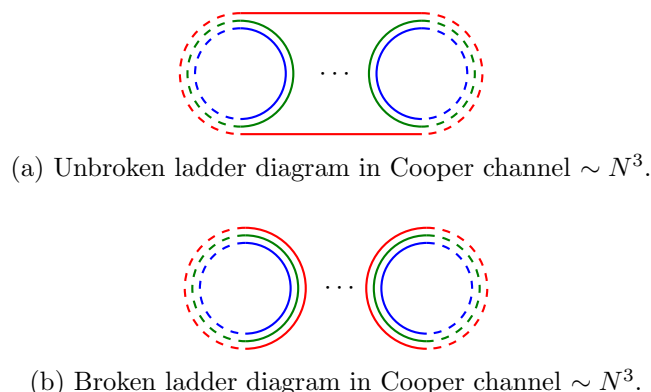 ...
(a) Unbroken ladder diagram in Cooper channel ∼ N³.
...
(b) Broken ladder diagram in Cooper channel ∼ N³.